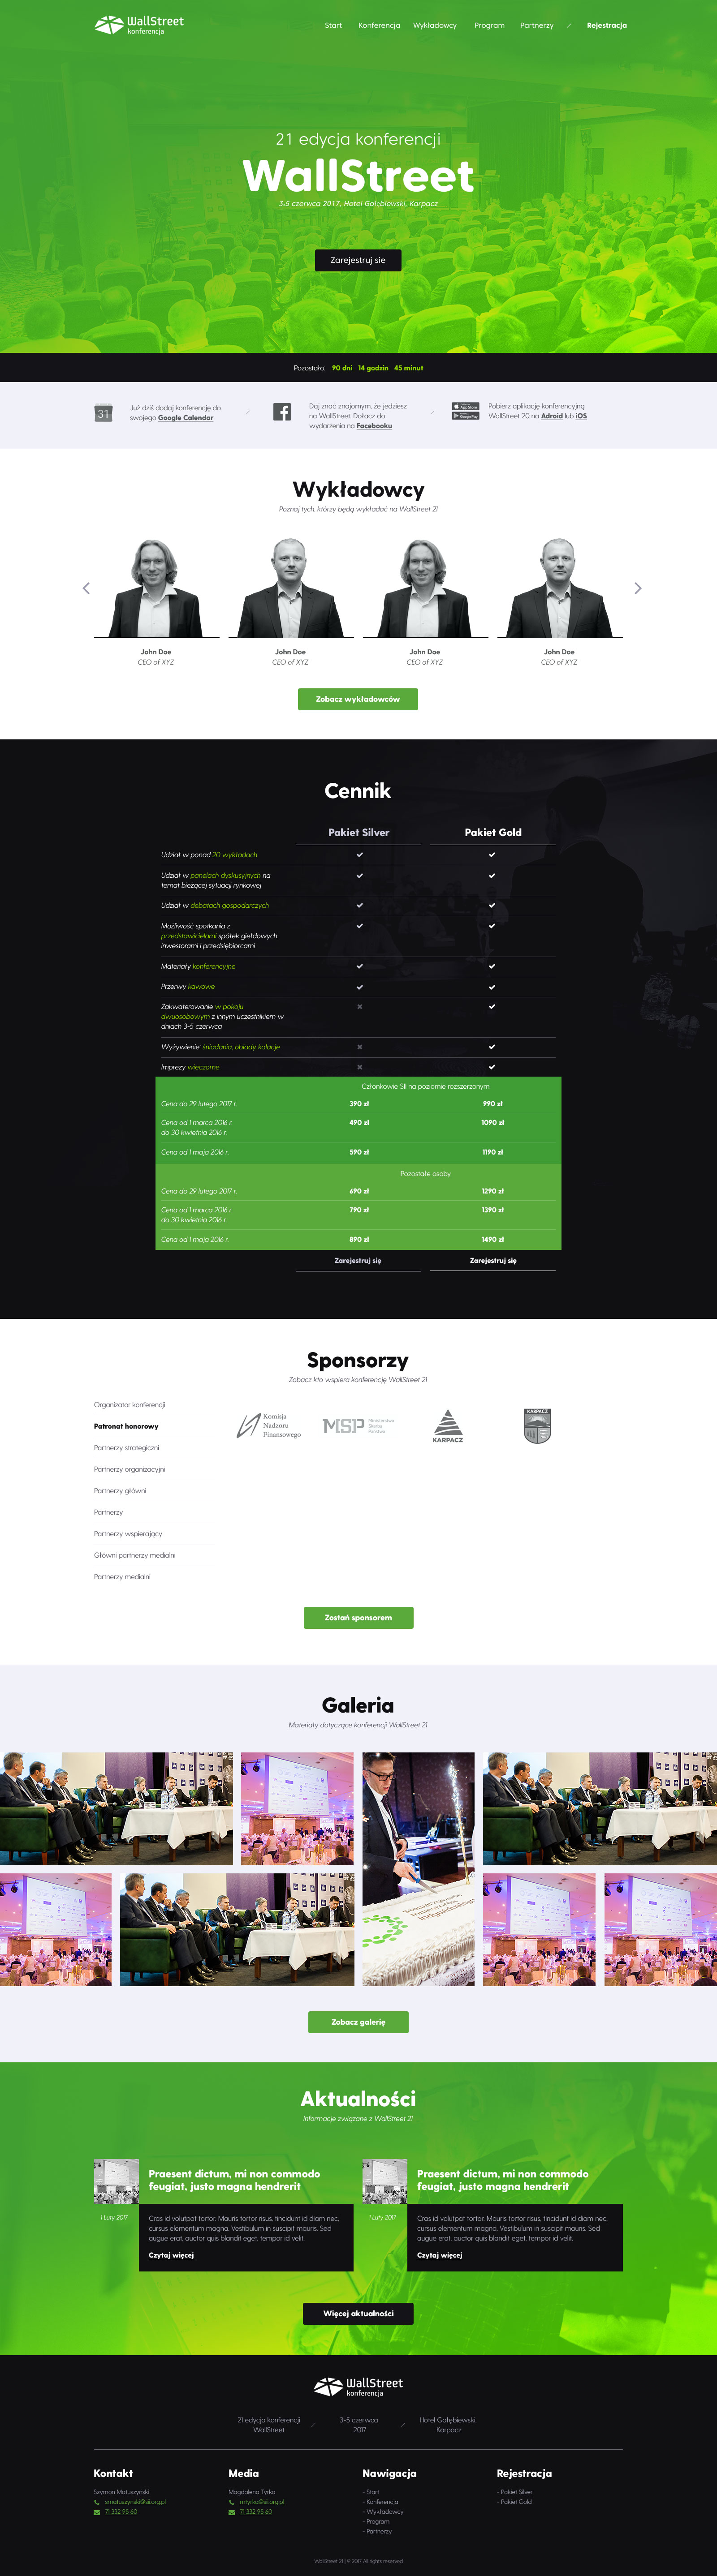 WallStreet
konferencja
Start Konferencja Wykładowcy Program Partnerzy Rejestracja
21 edycja konferencji
WallStreet
3-5 czerwca 2017, Hotel Gołębiewski, Karpacz
Zarejestruj sie
Pozostało: 90 dni 14 godzin 45 minut
31
Już dziś dodaj konferencję do
swojego Google Calendar
Daj znać znajomym, że jedziesz
na WallStreet. Dołacz do
wydarzenia na Facebooku
App Store
Google Play
Pobierz aplikację konferencyjną
WallStreet 20 na Adroid lub iOS
Wykładowcy
Poznaj tych, którzy będą wykładać na WallStreet 21
John Doe
CEO of XYZ
John Doe
CEO of XYZ
John Doe
CEO of XYZ
John Doe
CEO of XYZ
Zobacz wykładowców
Cennik
Pakiet Silver Pakiet Gold
Udział w ponad 20 wykładach
Udział w panelach dyskusyjnych na
temat bieżącej sytuacji rynkowej
Udział w debatach gospodarczych
Możliwość spotkania z
przedstawicielami spółek giełdowych,
inwestorami i przedsiębiorcami
Materiały konferencyjne
Przerwy kawowe
Zakwaterowanie w pokoju
dwuosobowym z innym uczestnikiem w
dniach 3-5 czerwca
Wyżywienie: śniadania, obiady, kolacje
Imprezy wieczorne
Członkowie SII na poziomie rozszerzonym
Cena do 29 lutego 2017 r. 390 zł 990 zł
Cena od 1 marca 2016 r.
do 30 kwietnia 2016 r.
490 zł 1090 zł
Cena od 1 maja 2016 r. 590 zł 1190 zł
Pozostałe osoby
Cena do 29 lutego 2017 r. 690 zł 1290 zł
Cena od 1 marca 2016 r.
do 30 kwietnia 2016 r.
790 zł 1390 zł
Cena od 1 maja 2016 r. 890 zł 1490 zł
Zarejestruj się Zarejestruj się
Sponsorzy
Zobacz kto wspiera konferencję WallStreet 21
Organizator konferencji
Patronat honorowy
Partnerzy strategiczni
Partnerzy organizacyjni
Partnerzy główni
Partnerzy
Partnerzy wspierający
Główni partnerzy medialni
Partnerzy medialni
Komisja
Nadzoru
Finansowego
MSP
Ministerstwo
Skarbu
Państwa
KARPACZ
KARPACZ
Zostań sponsorem
Galeria
Materiały dotyczące konferencji WallStreet 21
Zobacz galerię
Aktualności
Informacje związane z WallStreet 21
Praesent dictum, mi non commodo
feugiat, justo magna hendrerit
1 Luty 2017
Cras id volutpat tortor. Mauris tortor risus, tincidunt id diam nec,
cursus elementum magna. Vestibulum in suscipit mauris. Sed
augue erat, auctor quis blandit eget, tempor id velit.
Czytaj więcej
Praesent dictum, mi non commodo
feugiat, justo magna hendrerit
1 Luty 2017
Cras id volutpat tortor. Mauris tortor risus, tincidunt id diam nec,
cursus elementum magna. Vestibulum in suscipit mauris. Sed
augue erat, auctor quis blandit eget, tempor id velit.
Czytaj więcej
Więcej aktualności
WallStreet
konferencja
21 edycja konferencji
WallStreet
3-5 czerwca
2017
Hotel Gołębiewski,
Karpacz
Kontakt
Szymon Matuszyński
smatuszynski@sii.org.pl
71 332 95 60
Media
Magdalena Tyrka
mtyrka@sii.org.pl
71 332 95 60
Nawigacja
- Start
- Konferencja
- Wykładowcy
- Program
- Partnerzy
Rejestracja
- Pakiet Silver
- Pakiet Gold
WallStreet 21 | © 2017 All rights reserved